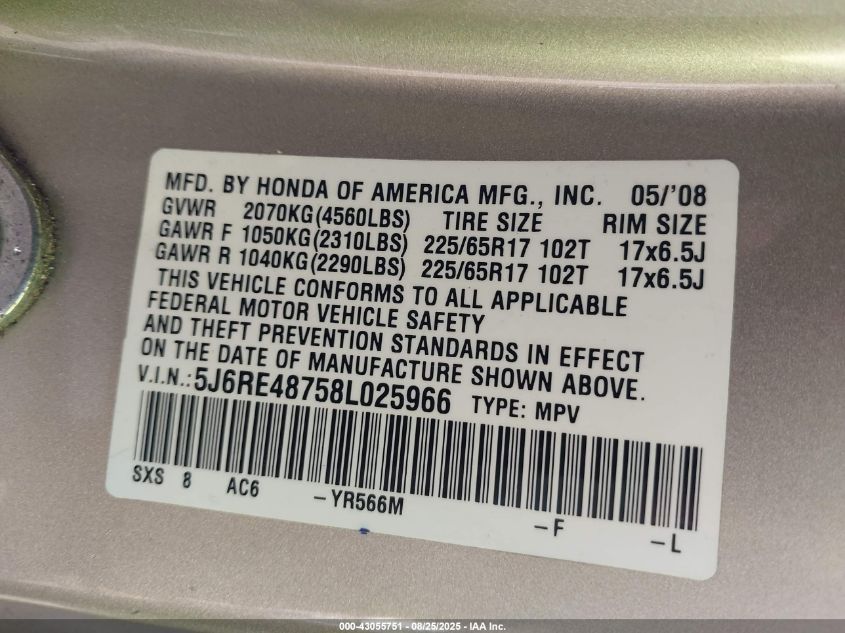 MFD. BY HONDA OF AMERICA MFG., INC. 05/'08
GVWR 2070KG(4560LBS) TIRE SIZE RIM SIZE
GAWR F 1050KG(2310LBS) 225/65R17 102T 17x6.5J
GAWR R 1040KG(2290LBS) 225/65R17 102T 17x6.5J
THIS VEHICLE CONFORMS TO ALL APPLICABLE
FEDERAL MOTOR VEHICLE SAFETY
AND THEFT PREVENTION STANDARDS IN EFFECT
ON THE DATE OF MANUFACTURE SHOWN ABOVE.
V.I.N.:5J6RE48758L025966 TYPE: MPV
SXS 8 AC6 -YR566M -F -L
000-43055751 - 08/25/2025 - IAA Inc.